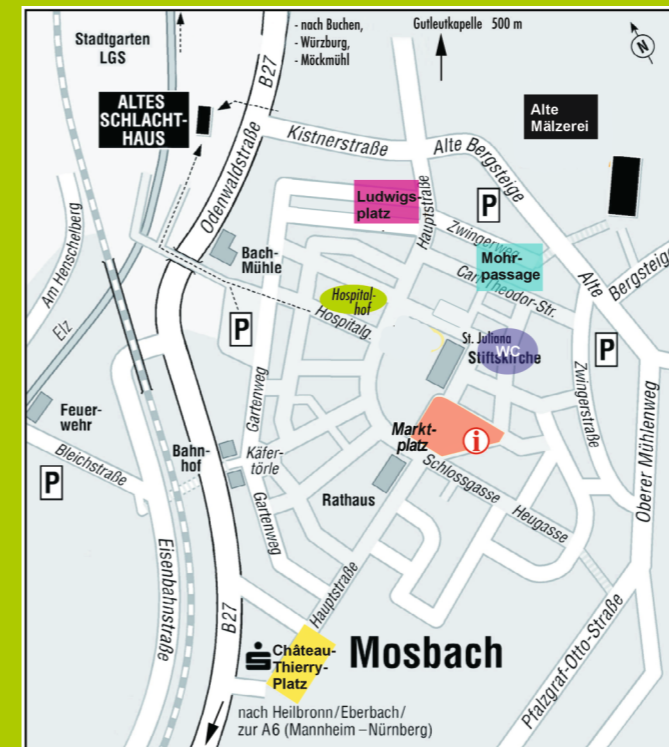 Stadtgarten
LGS
- nach Buchen,
- Würzburg,
- Möckmühl
Gutleutkapelle 500 m
N
B27
ALTES
SCHLACHT-
HAUS
Alte
Mälzerei
Kistnerstraße
Alte Bergsteige
Odenwaldstraße
Ludwigs-
platz
Hauptstraße
P
Zwingerweg
Mohr-
passage
Carl-Theodor-Str.
Alte
Bergsteige
Am Henschelberg
Bach-
Mühle
Hospital-
hof
Hospitalg.
Elz
P
St. Juliana
Stiftskirche
WC
P
Zwingerstraße
Gartenweg
Feuer-
wehr
Markt-
platz
i
Bahn-
hof
Käfer-
törle
Bleichstraße
P
Schlossgasse
Heugasse
Rathaus
Oberer Mühlenweg
Gartenweg
Eisenbahnstraße
Hauptstraße
B27
Château-
Thierry-
Platz
Mosbach
Pfalzgraf-Otto-Straße
nach Heilbronn/Eberbach/
zur A6 (Mannheim –Nürnberg)